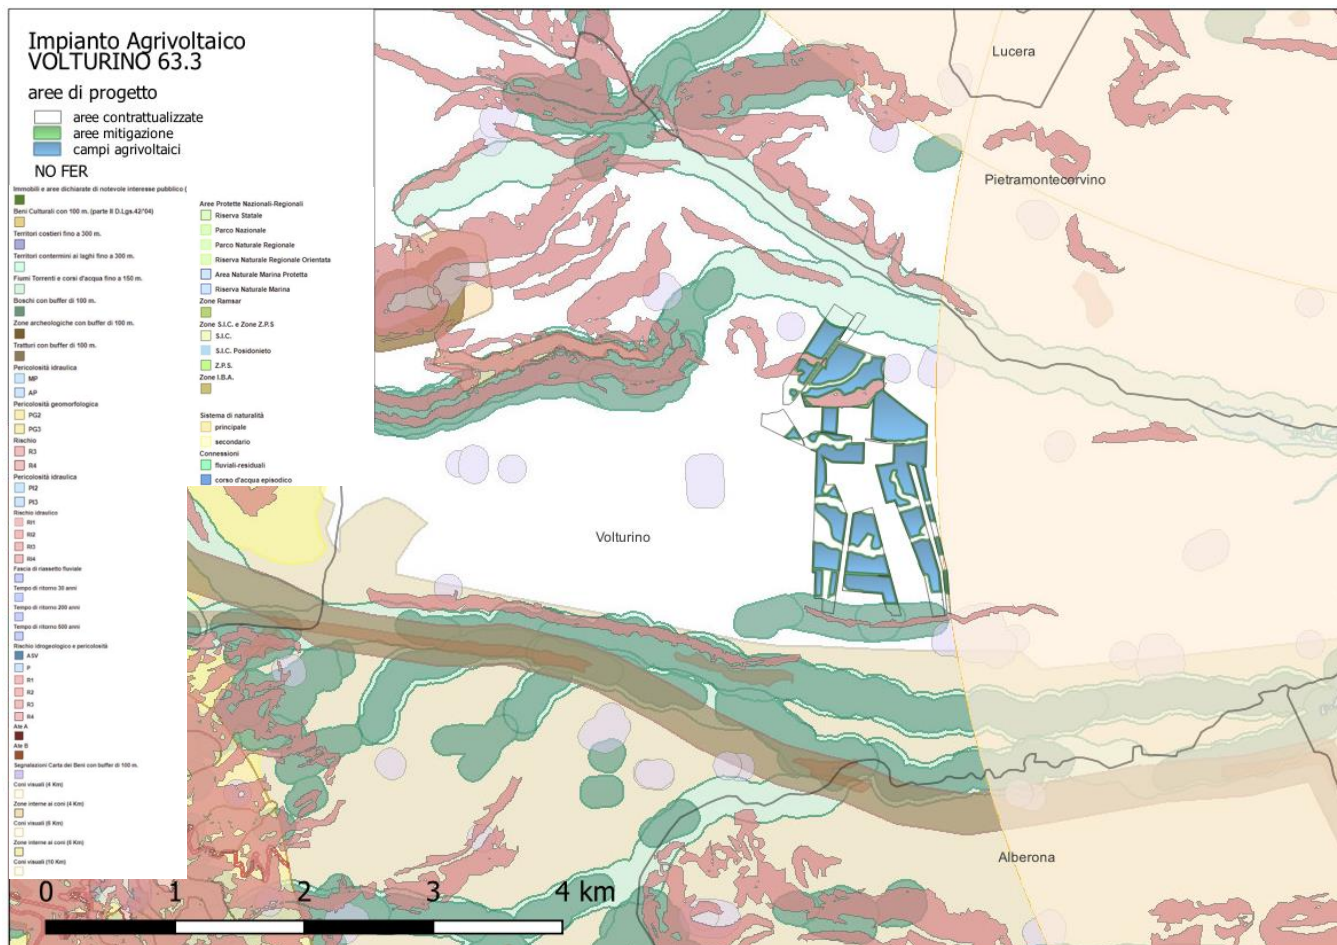 Impianto Agrivoltaico
VOLTURINO 63.3
aree di progetto
aree contrattualizzate
aree mitigazione
campi agrivoltaici
NO FER
Immobili e aree dichiarate di notevole interesse pubblico (
Beni Culturali con 100 m. (parte II D.Lgs.42^04)
Territori costieri fino a 300 m.
Territori contermini ai laghi fino a 300 m.
Fiumi Torrenti e corsi d'acqua fino a 150 m.
Boschi con buffer di 100 m.
Zone archeologiche con buffer di 100 m.
Tratturi con buffer di 100 m.
Pericolosità idraulica
MP
AP
Pericolosità geomorfologica
PG2
PG3
Rischio
R3
R4
Pericolosità idraulica
PI2
PI3
Rischio idraulico
RI1
RI2
RI3
RI4
Fascia di riassetto fluviale
Tempo di ritorno 30 anni
Tempo di ritorno 200 anni
Tempo di ritorno 500 anni
Rischio idrogeologico e pericolosità
ASV
P
R1
R2
R3
R4
Ate A
Ate B
Segnalazioni Carta dei Beni con buffer di 100 m.
Coni visuali (4 Km)
Zone interne ai coni (4 Km)
Coni visuali (6 Km)
Zone interne ai coni (6 Km)
Coni visuali (10 Km)
Aree Protette Nazionali-Regionali
Riserva Statale
Parco Nazionale
Parco Naturale Regionale
Riserva Naturale Regionale Orientata
Area Naturale Marina Protetta
Riserva Naturale Marina
Zone Ramsar
Zone S.I.C. e Zone Z.P.S
S.I.C.
S.I.C. Posidonieto
Z.P.S.
Zone I.B.A.
Sistema di naturalità
principale
secondario
Connessioni
fluviali-residuali
corso d'acqua episodico
Lucera
Pietramontecorvino
Volturino
Alberona
0 1 2 3 4 km